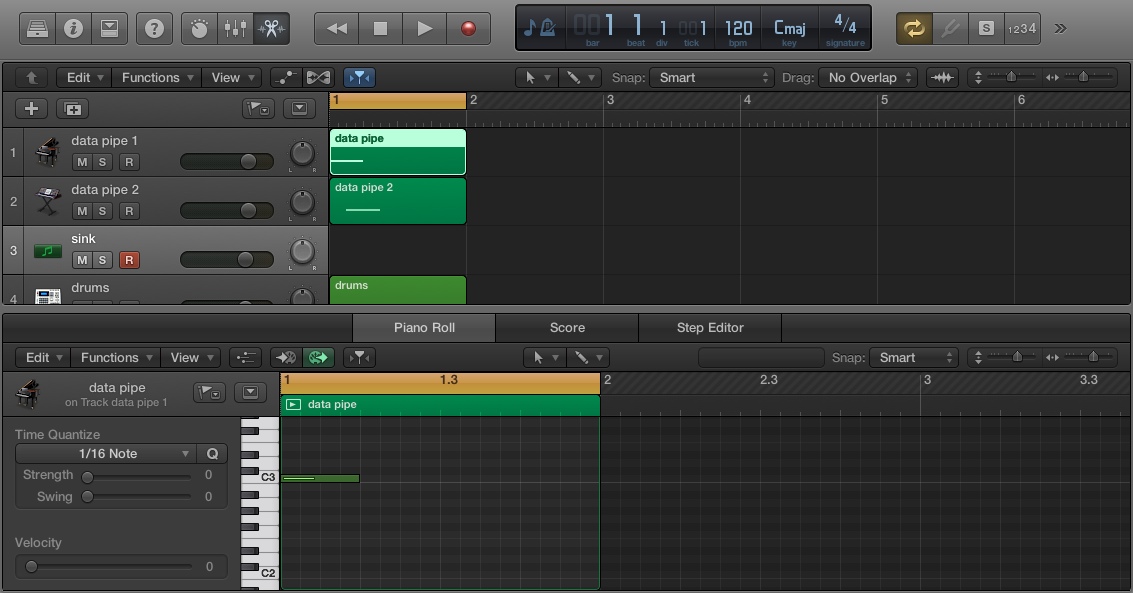 001 1 1 001 120 Cmaj 4/4
bar beat div tick bpm key signature
S 1234
Edit Functions View Snap: Smart Drag: No Overlap
1 2 3 4 5 6
1 data pipe 1
M S R
L R
data pipe
2 data pipe 2
M S R
L R
data pipe 2
3 sink
M S R
L R
4 drums
drums
Piano Roll Score Step Editor
Edit Functions View Snap: Smart
data pipe
on Track data pipe 1
1 1.3 2 2.3 3 3.3
data pipe
Time Quantize
1/16 Note Q
Strength 0
Swing 0
Velocity
0
C3
C2